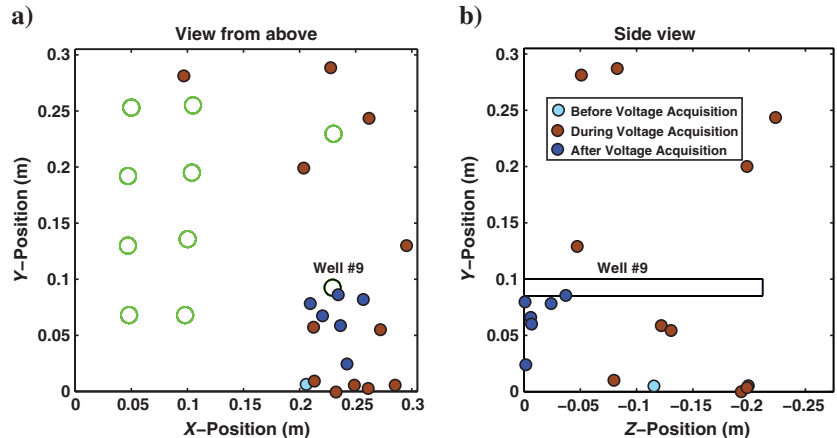 a)
View from above
Y−Position (m)
0.3
0.25
0.2
0.15
0.1
0.05
0
Well #9
0 0.05 0.1 0.15 0.2 0.25 0.3
X−Position (m)
b)
Side view
Y−Position (m)
0.3
0.25
0.2
0.15
0.1
0.05
0
Before Voltage Acquisition
During Voltage Acquisition
After Voltage Acquisition
Well #9
0 −0.05 −0.1 −0.15 −0.2 −0.25
Z−Position (m)